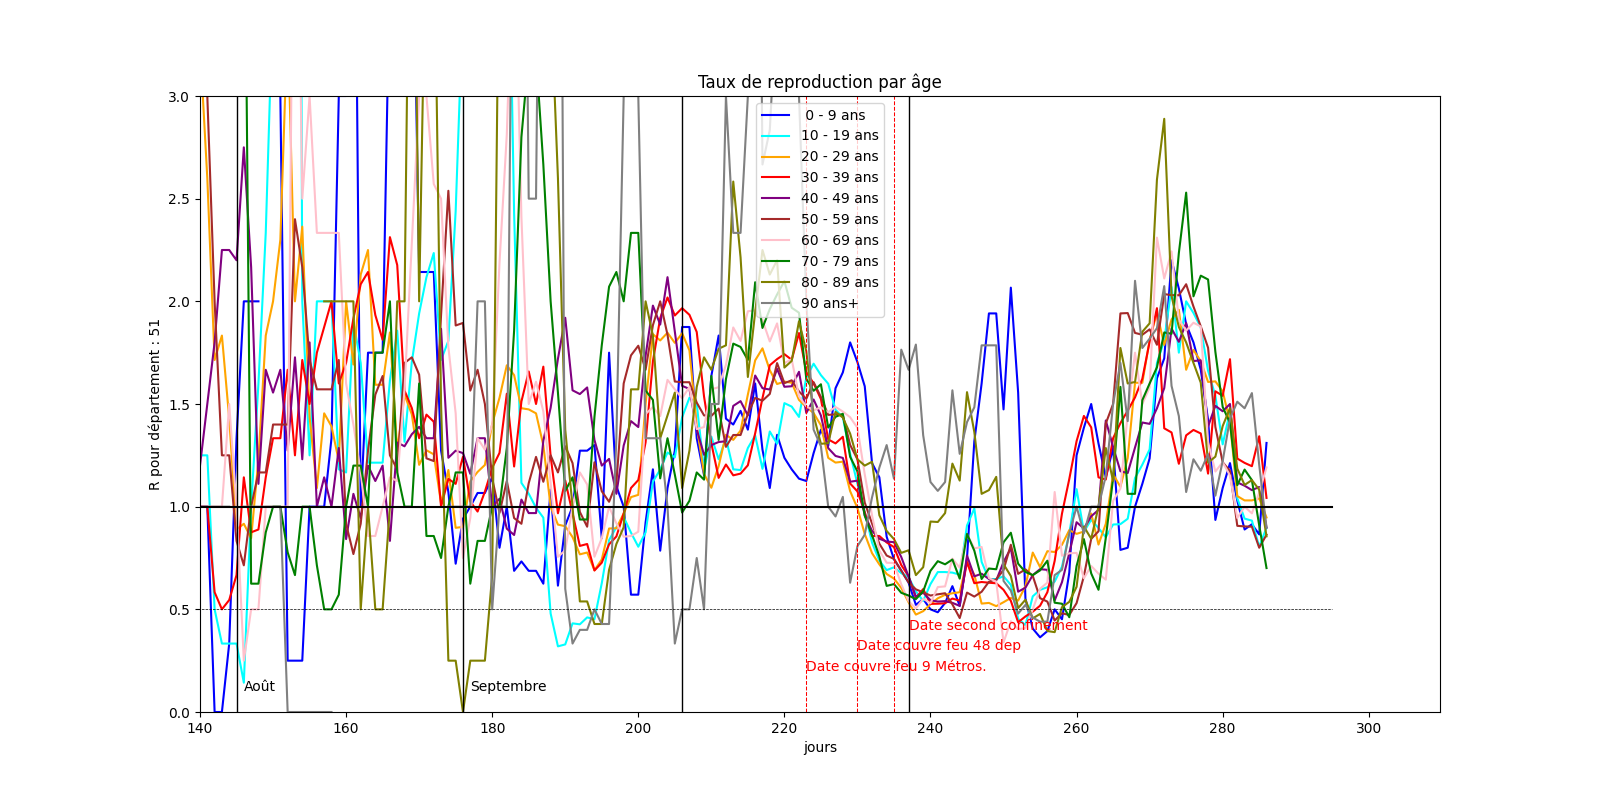 Taux de reproduction par âge
R pour département : 51
3.0
2.5
2.0
1.5
1.0
0.5
0.0
0 - 9 ans
10 - 19 ans
20 - 29 ans
30 - 39 ans
40 - 49 ans
50 - 59 ans
60 - 69 ans
70 - 79 ans
80 - 89 ans
90 ans+
Date second confinement
Date couvre feu 48 dep
Date couvre feu 9 Métros.
Août
Septembre
140 160 180 200 220 240 260 280 300
jours